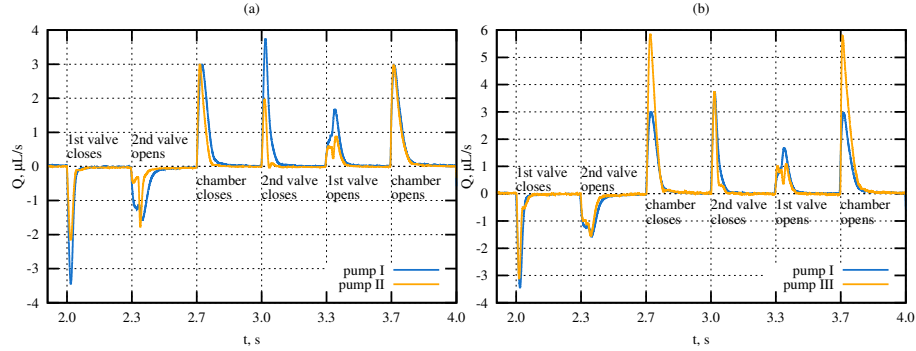 (a)
4
3
2
1
0
-1
-2
-3
-4
Q, μL/s
1st valve
closes
2nd valve
opens
chamber
closes
2nd valve
closes
1st valve
opens
chamber
opens
pump I
pump II
2.0
2.3
2.7
3.0
3.3
3.7
4.0
t, s
(b)
6
5
4
3
2
1
0
-1
-2
-3
-4
Q, μL/s
1st valve
closes
2nd valve
opens
chamber
closes
2nd valve
closes
1st valve
opens
chamber
opens
pump I
pump III
2.0
2.3
2.7
3.0
3.3
3.7
4.0
t, s